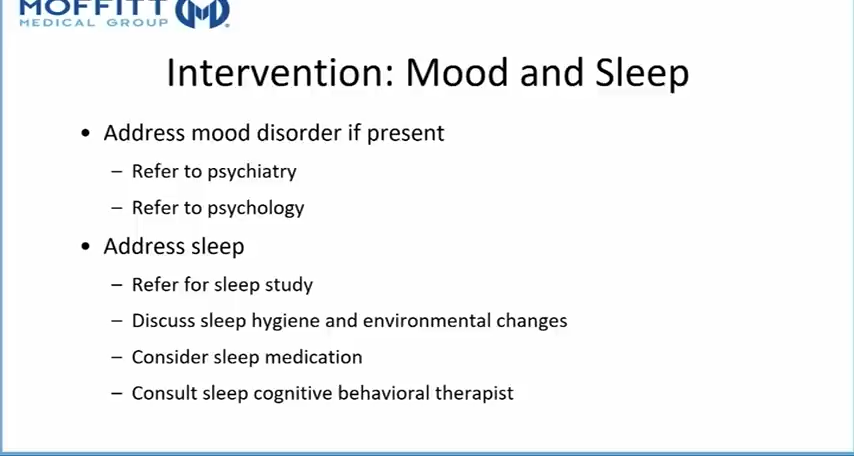 MOFFITT
MEDICAL GROUP
Intervention: Mood and Sleep
• Address mood disorder if present
– Refer to psychiatry
– Refer to psychology
• Address sleep
– Refer for sleep study
– Discuss sleep hygiene and environmental changes
– Consider sleep medication
– Consult sleep cognitive behavioral therapist